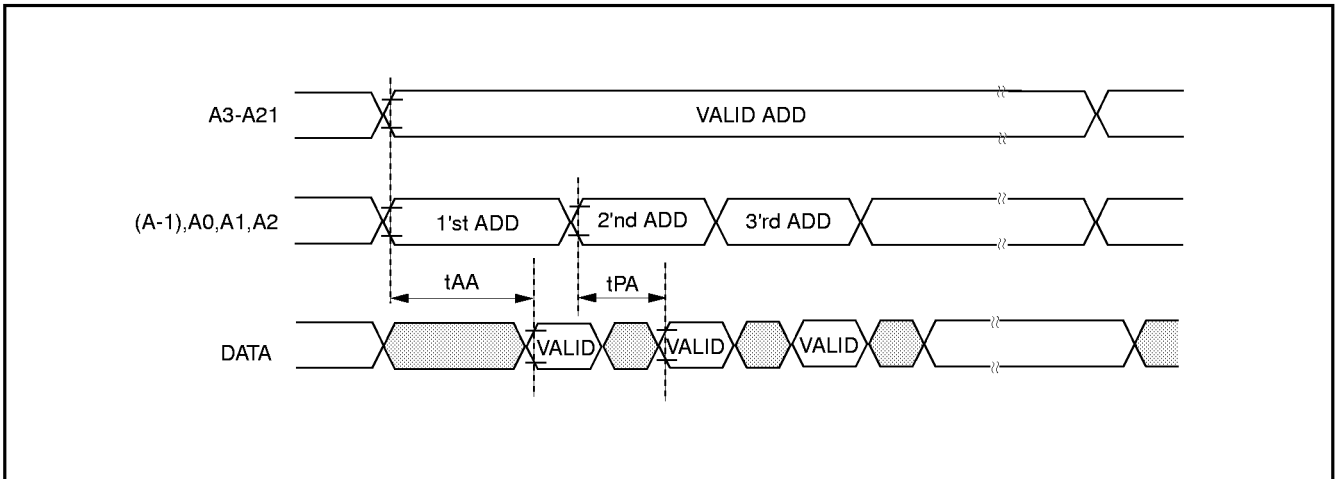 A3-A21
VALID ADD
(A-1),A0,A1,A2
1'st ADD
2'nd ADD
3'rd ADD
tAA
tPA
DATA
VALID
VALID
VALID